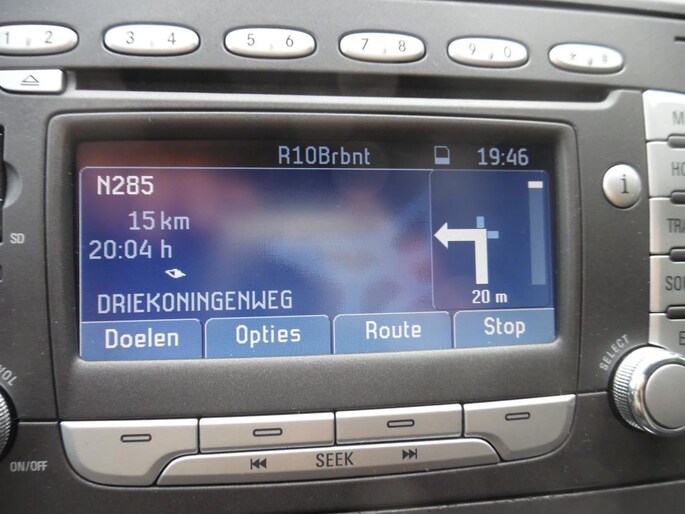 1 2 3 4 5 6 7 8 9 0 * #
R10Brbnt 19:46
N285
15 km
20:04 h
DRIEKONINGENWEG
20 m
Doelen Opties Route Stop
SD
i
SELECT
VOL
ON/OFF
SEEK